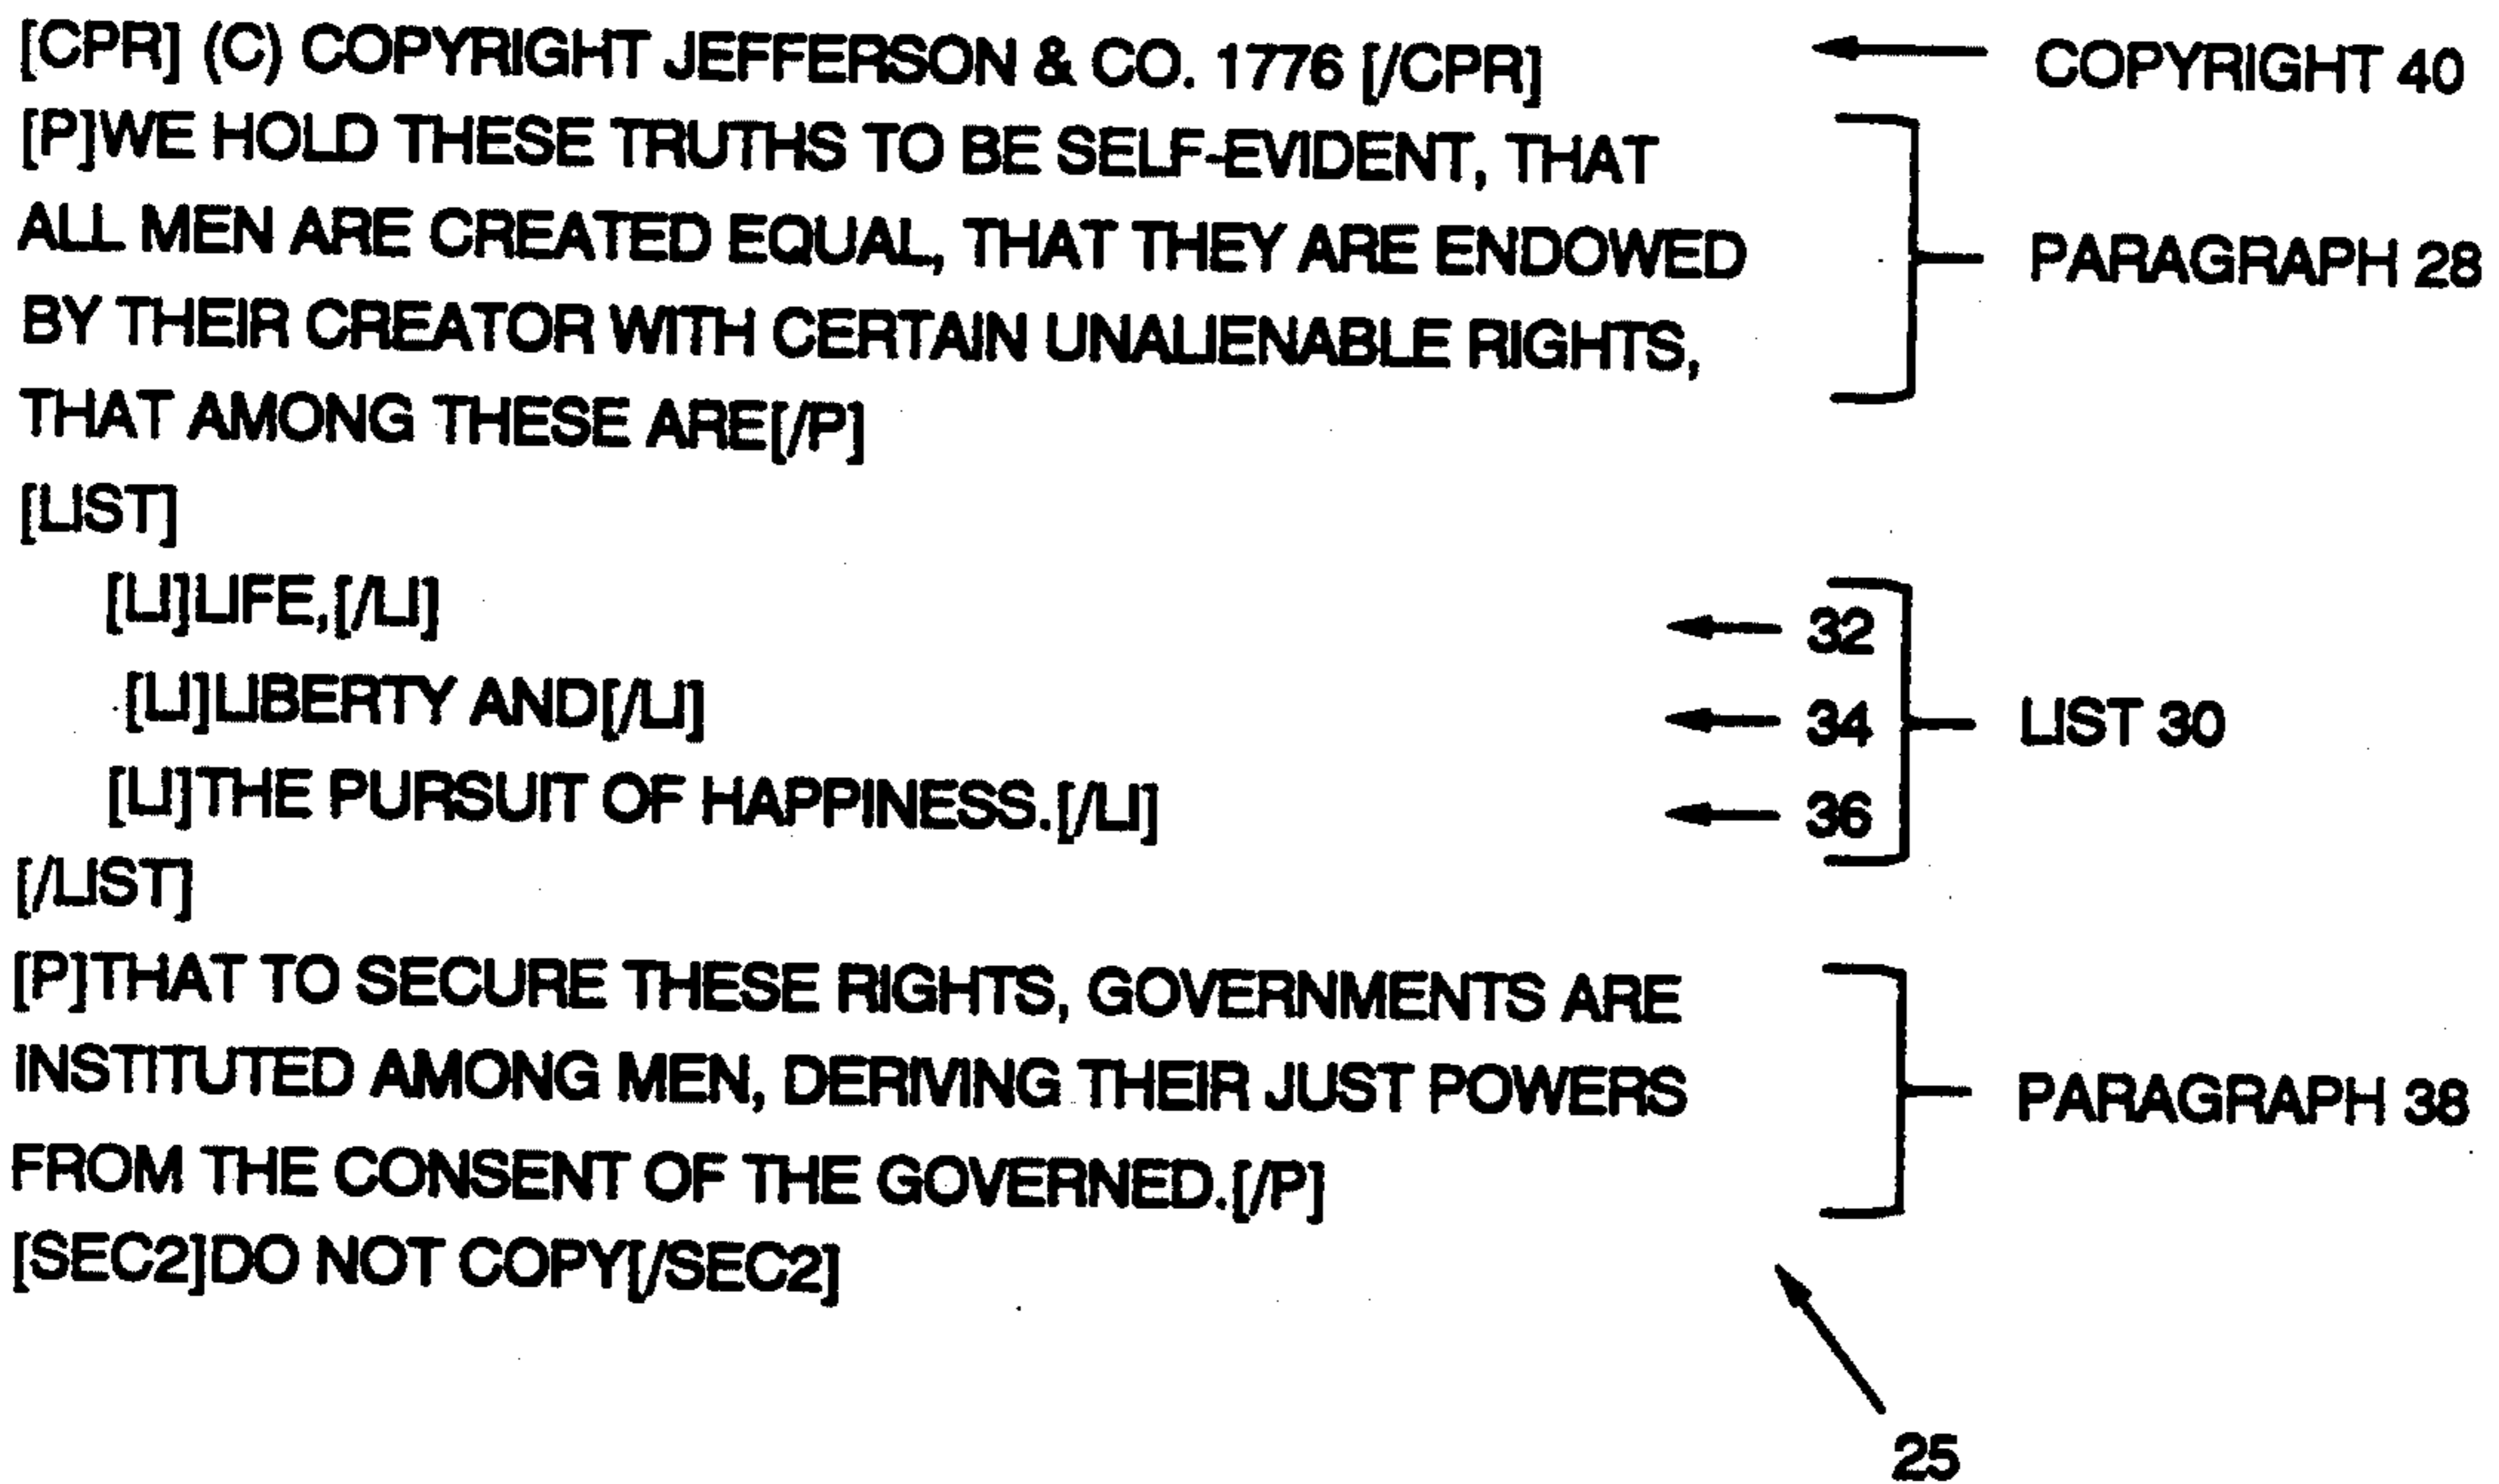 [CPR] (C) COPYRIGHT JEFFERSON & CO. 1776 [/CPR] COPYRIGHT 40
[P]WE HOLD THESE TRUTHS TO BE SELF-EVIDENT, THAT
ALL MEN ARE CREATED EQUAL, THAT THEY ARE ENDOWED PARAGRAPH 28
BY THEIR CREATOR WITH CERTAIN UNALIENABLE RIGHTS,
THAT AMONG THESE ARE[/P]
[LIST]
[LI]LIFE,[/LI] 32
[LI]LIBERTY AND[/LI] 34 LIST 30
[LI]THE PURSUIT OF HAPPINESS.[/LI] 36
[/LIST]
[P]THAT TO SECURE THESE RIGHTS, GOVERNMENTS ARE
INSTITUTED AMONG MEN, DERIVING THEIR JUST POWERS PARAGRAPH 38
FROM THE CONSENT OF THE GOVERNED.[/P]
[SEC2]DO NOT COPY[/SEC2]
25